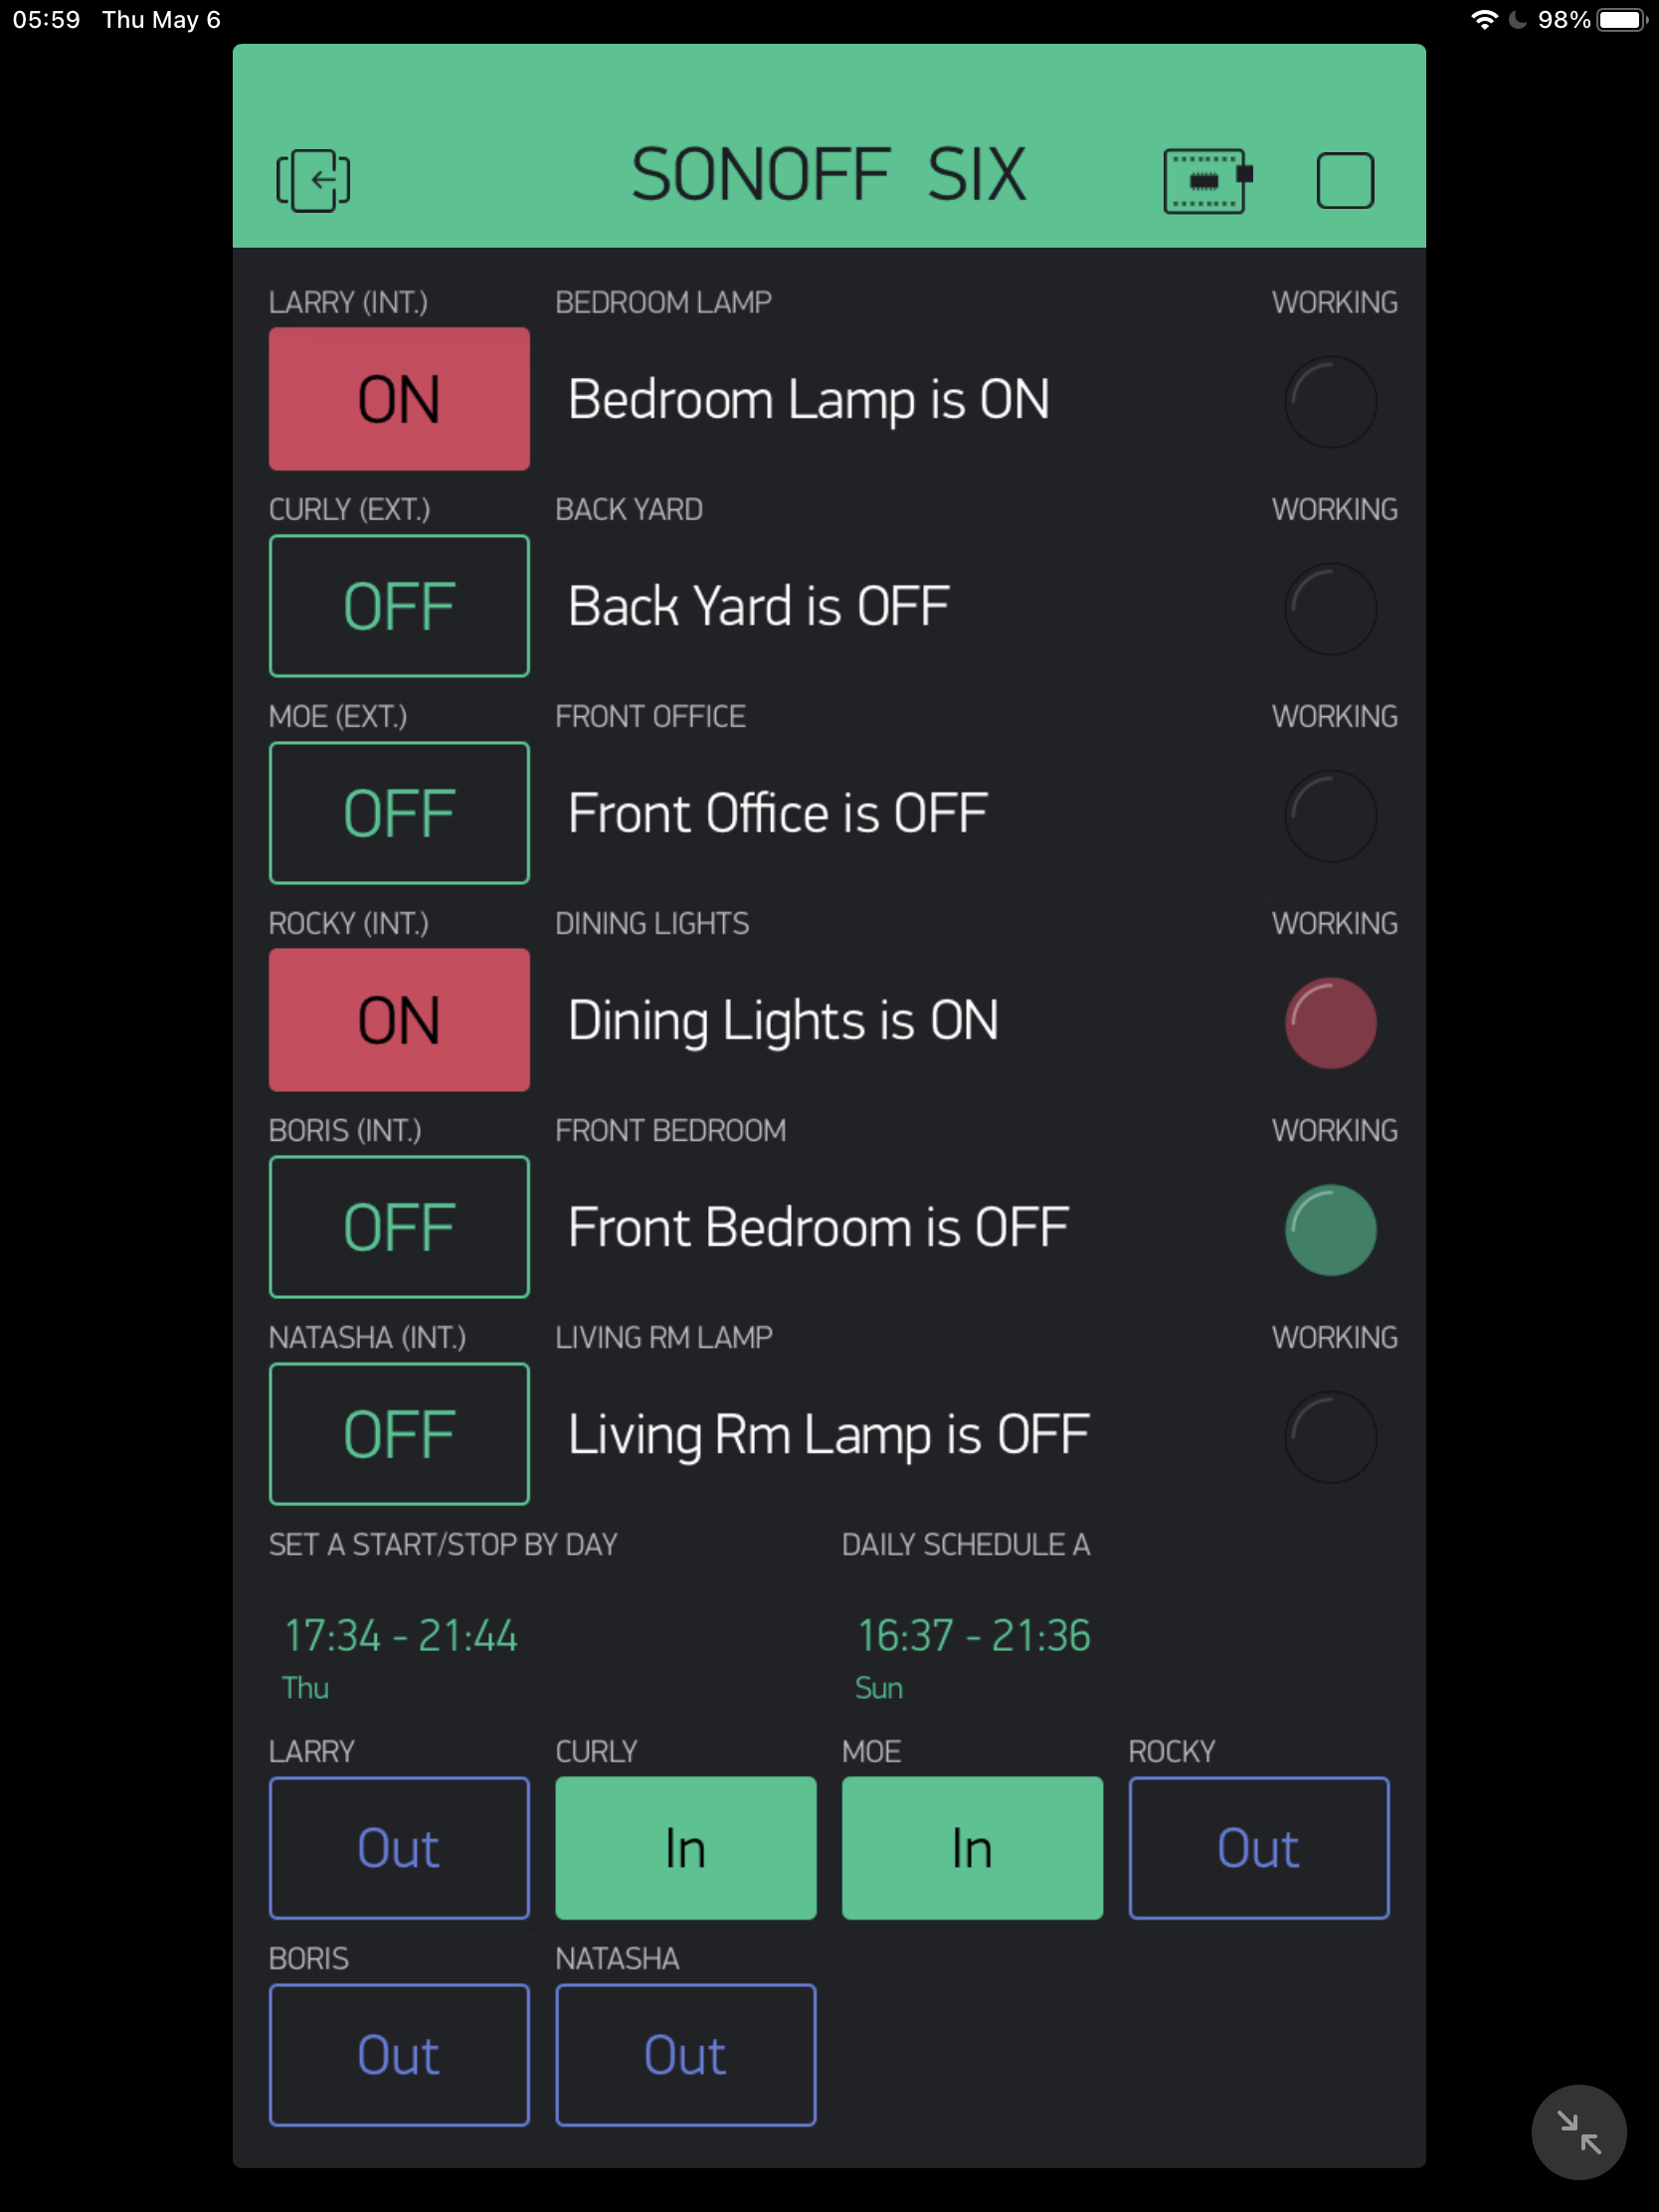 05:59 Thu May 6 98%
SONOFF SIX
LARRY (INT.) BEDROOM LAMP WORKING
ON Bedroom Lamp is ON
CURLY (EXT.) BACK YARD WORKING
OFF Back Yard is OFF
MOE (EXT.) FRONT OFFICE WORKING
OFF Front Office is OFF
ROCKY (INT.) DINING LIGHTS WORKING
ON Dining Lights is ON
BORIS (INT.) FRONT BEDROOM WORKING
OFF Front Bedroom is OFF
NATASHA (INT.) LIVING RM LAMP WORKING
OFF Living Rm Lamp is OFF
SET A START/STOP BY DAY DAILY SCHEDULE A
17:34 - 21:44 16:37 - 21:36
Thu Sun
LARRY CURLY MOE ROCKY
Out In In Out
BORIS NATASHA
Out Out